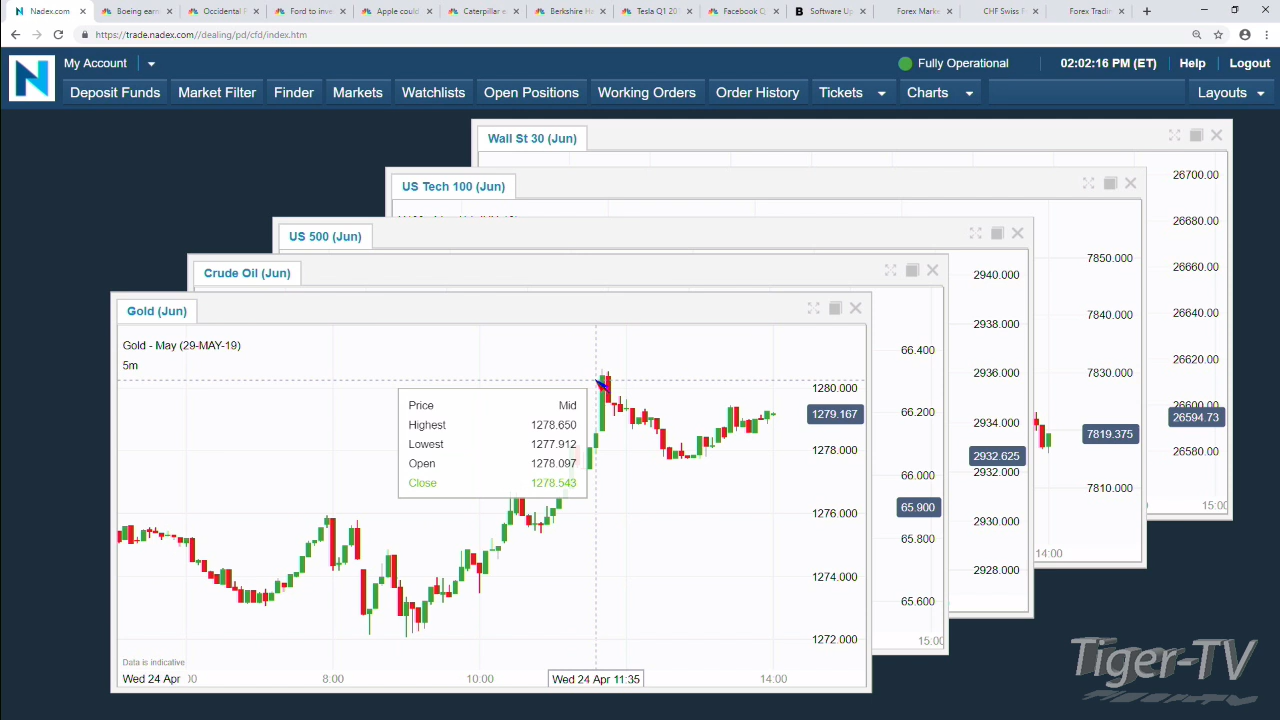 Nadex.com
Boeing earn
Occidental P
Ford to inve
Apple could
Caterpillar e
Berkshire Ha
Tesla Q1 201
Facebook Q
Software Up
Forex Mark
CHF Swiss F
Forex Tradin
https://trade.nadex.com//dealing/pd/cfd/index.htm
My Account
Fully Operational
02:02:16 PM (ET)
Help
Logout
Deposit Funds
Market Filter
Finder
Markets
Watchlists
Open Positions
Working Orders
Order History
Tickets
Charts
Layouts
Wall St 30 (Jun)
26700.00
26680.00
26660.00
26640.00
26620.00
26600.00
26594.73
26580.00
15:00
US Tech 100 (Jun)
7850.000
7840.000
7830.000
7819.375
7810.000
14:00
US 500 (Jun)
2940.000
2938.000
2936.000
2934.000
2932.625
2932.000
2930.000
2928.000
Crude Oil (Jun)
66.400
66.200
66.000
65.900
65.800
65.600
15:00
Gold (Jun)
Gold - May (29-MAY-19)
5m
Price Mid
Highest 1278.650
Lowest 1277.912
Open 1278.097
Close 1278.543
1280.000
1279.167
1278.000
1276.000
1274.000
1272.000
Data is indicative
Wed 24 Apr
8:00
10:00
Wed 24 Apr 11:35
14:00
Tiger-TV